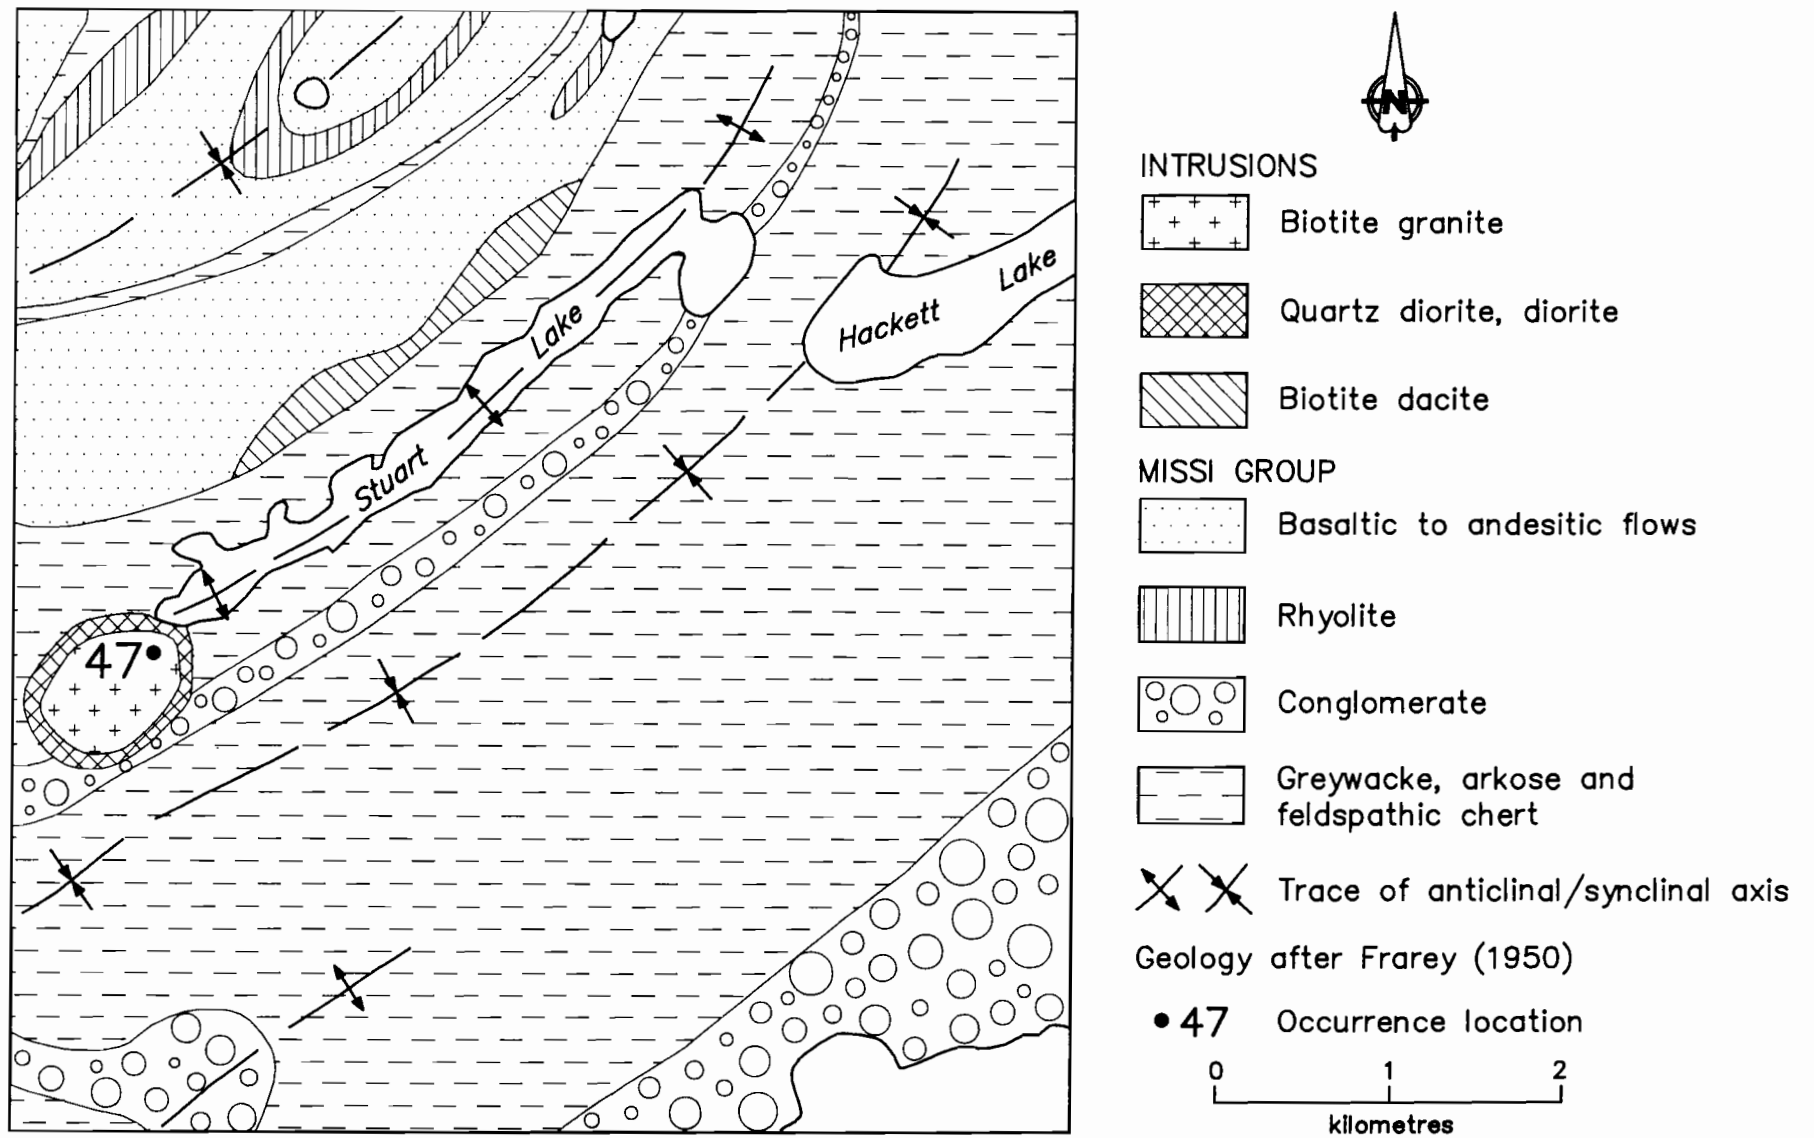 N
INTRUSIONS
Biotite granite
Quartz diorite, diorite
Biotite dacite
MISSI GROUP
Basaltic to andesitic flows
Rhyolite
Conglomerate
Greywacke, arkose and
feldspathic chert
Trace of anticlinal/synclinal axis
Geology after Frarey (1950)
47 Occurrence location
0 1 2
kilometres
Stuart Lake
Hackett Lake
47